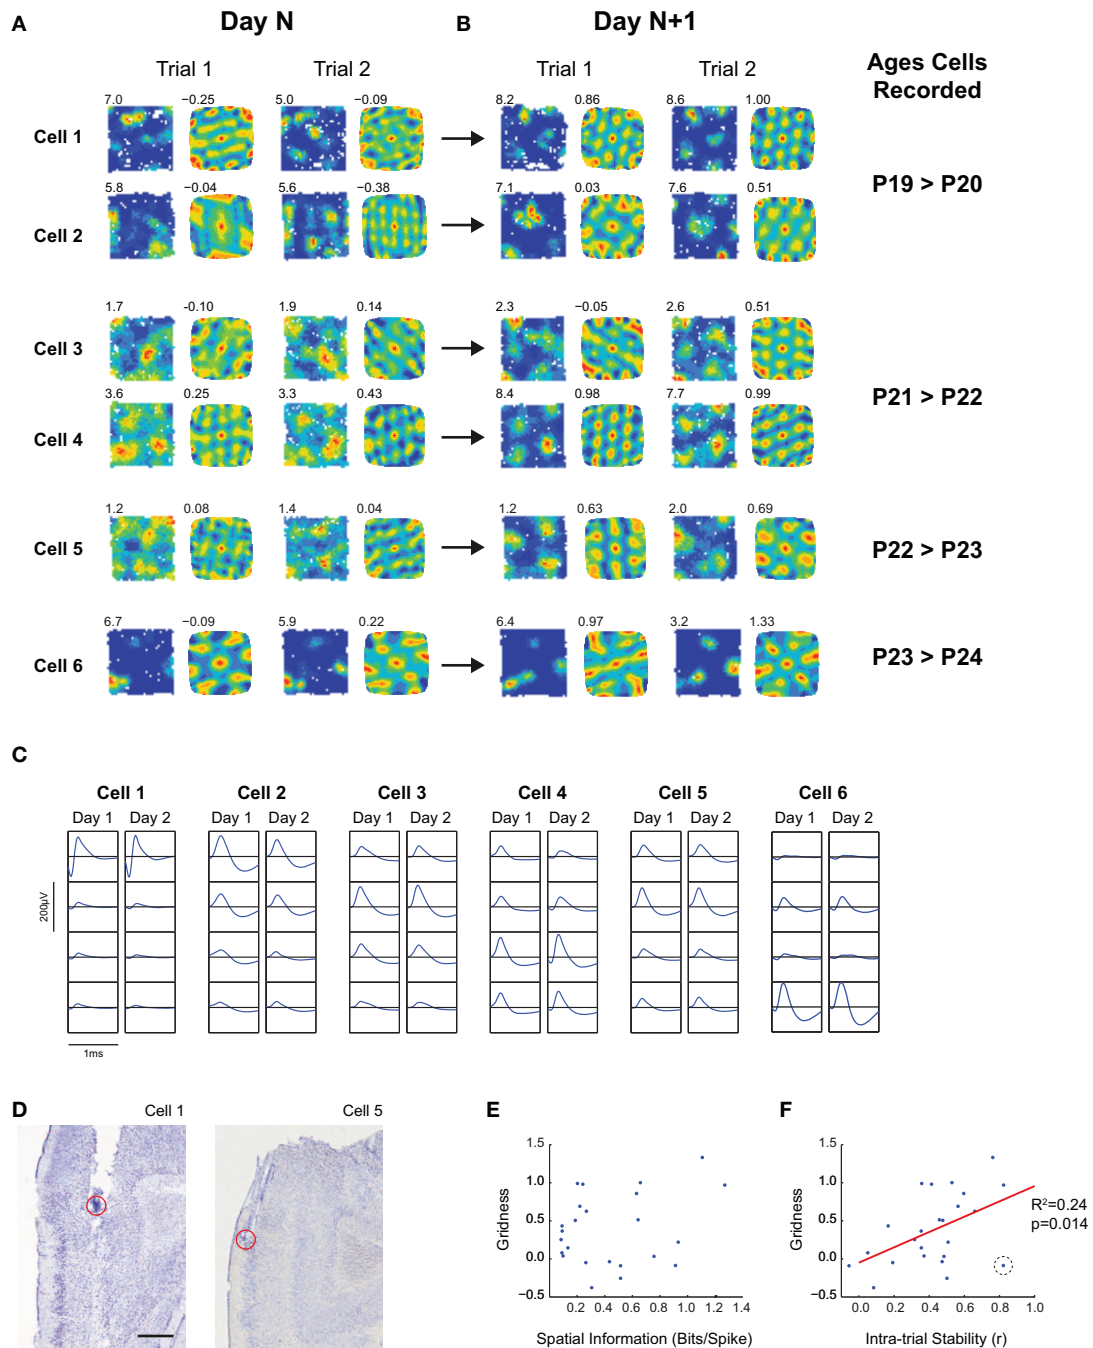 A
Day N
B
Day N+1
Trial 1
Trial 2
Trial 1
Trial 2
Ages Cells
Recorded
7.0
−0.25
5.0
−0.09
8.2
0.86
8.6
1.00
Cell 1
5.8
−0.04
5.6
−0.38
7.1
0.03
7.6
0.51
P19 > P20
Cell 2
1.7
-0.10
1.9
0.14
2.3
−0.05
2.6
0.51
Cell 3
3.6
0.25
3.3
0.43
8.4
0.98
7.7
0.99
P21 > P22
Cell 4
1.2
0.08
1.4
0.04
1.2
0.63
2.0
0.69
Cell 5
P22 > P23
6.7
−0.09
5.9
0.22
6.4
0.97
3.2
1.33
Cell 6
P23 > P24
C
Cell 1
Cell 2
Cell 3
Cell 4
Cell 5
Cell 6
Day 1
Day 2
Day 1
Day 2
Day 1
Day 2
Day 1
Day 2
Day 1
Day 2
Day 1
Day 2
200µV
1ms
D
Cell 1
Cell 5
E
1.5
1.0
0.5
0.0
−0.5
Gridness
0.2 0.4 0.6 0.8 1.0 1.2 1.4
Spatial Information (Bits/Spike)
F
1.5
1.0
0.5
0.0
−0.5
Gridness
R²=0.24
p=0.014
0.0 0.2 0.4 0.6 0.8 1.0
Intra-trial Stability (r)